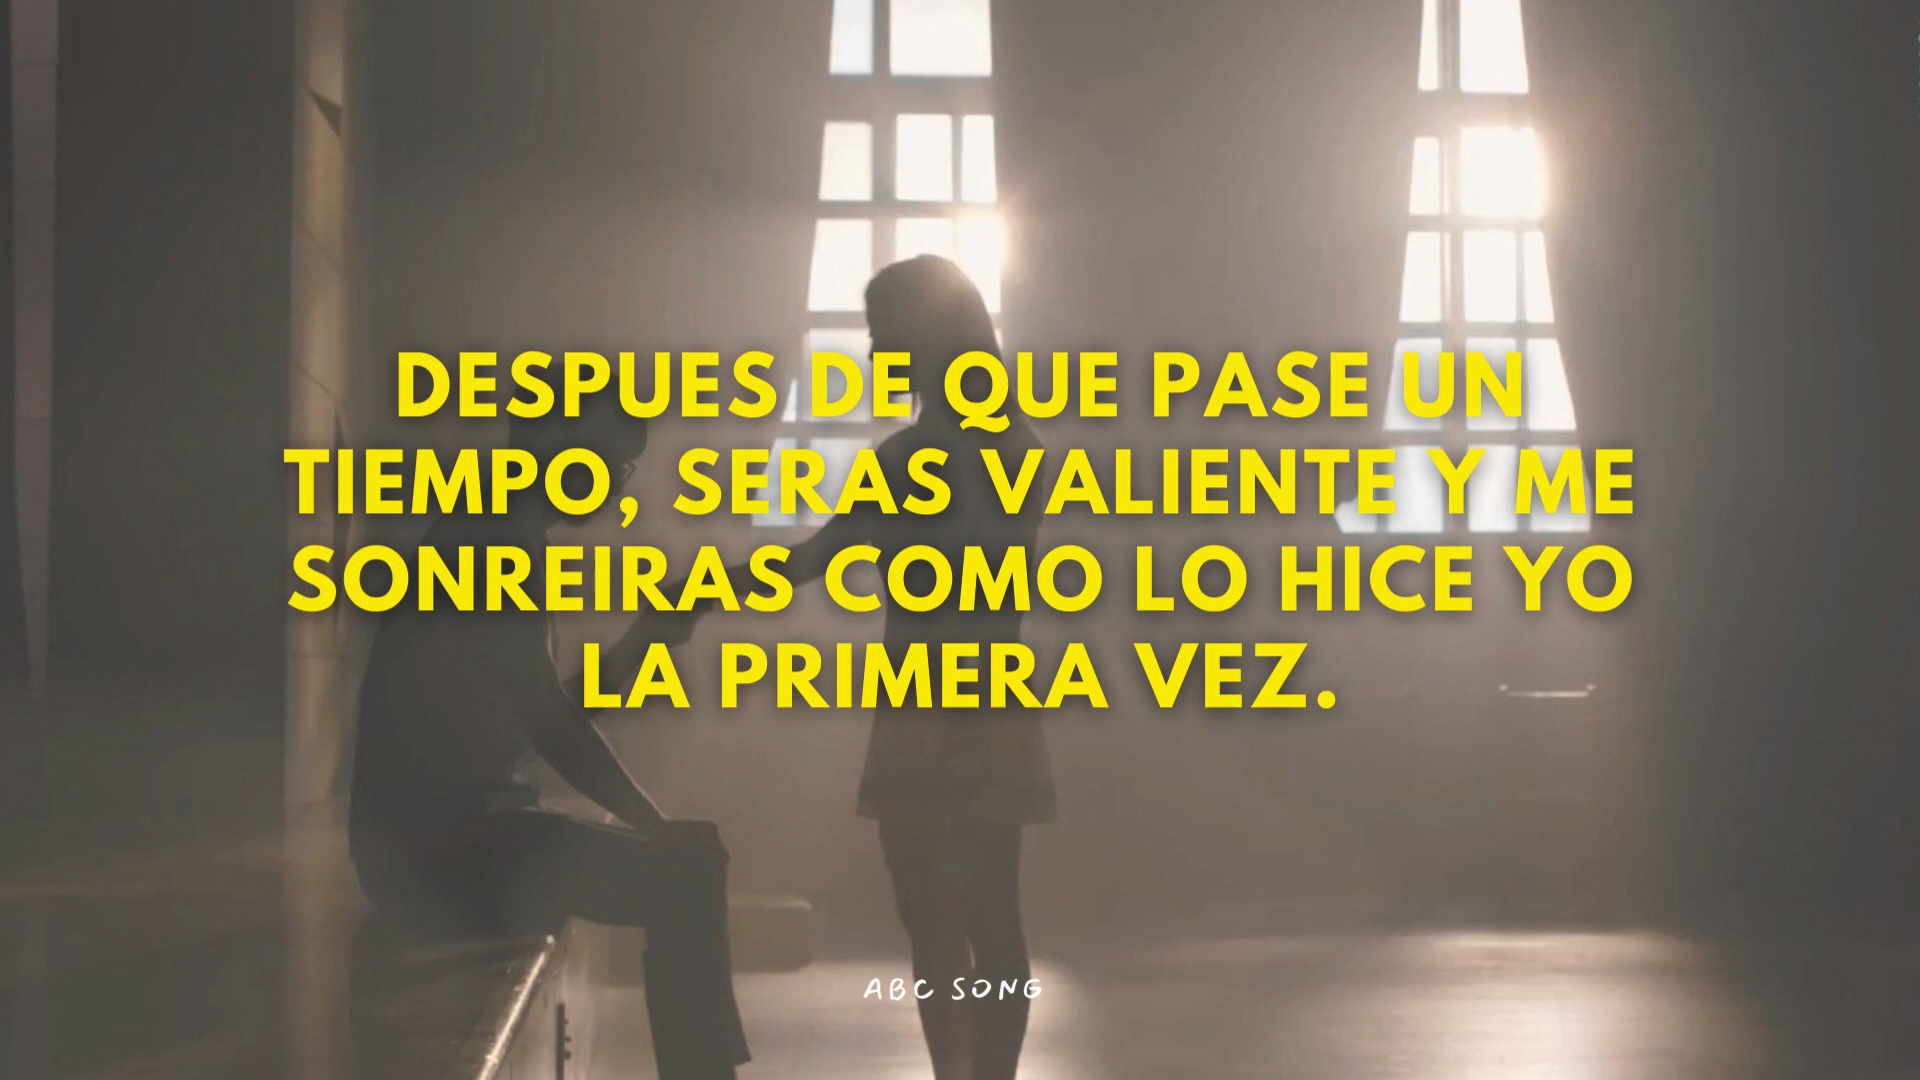 DESPUES DE QUE PASE UN
TIEMPO, SERAS VALIENTE Y ME
SONREIRAS COMO LO HICE YO
LA PRIMERA VEZ.
ABC SONG